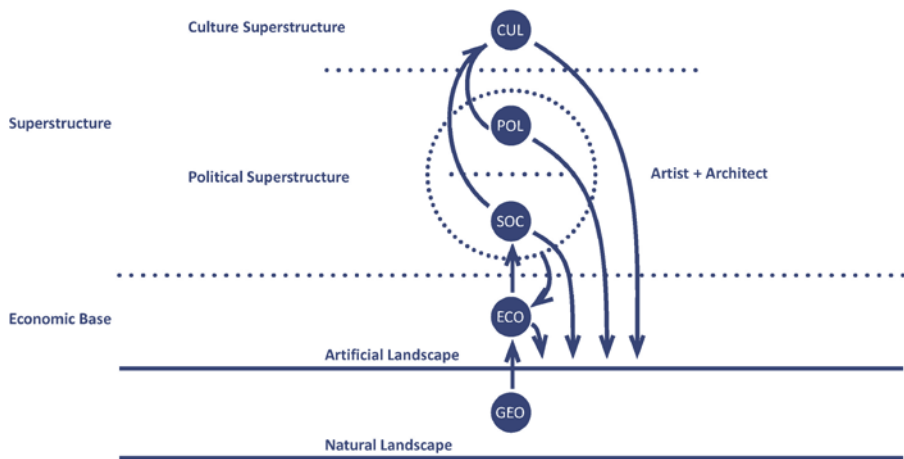 Culture Superstructure
CUL
Superstructure
POL
Political Superstructure
Artist + Architect
SOC
Economic Base
ECO
Artificial Landscape
GEO
Natural Landscape